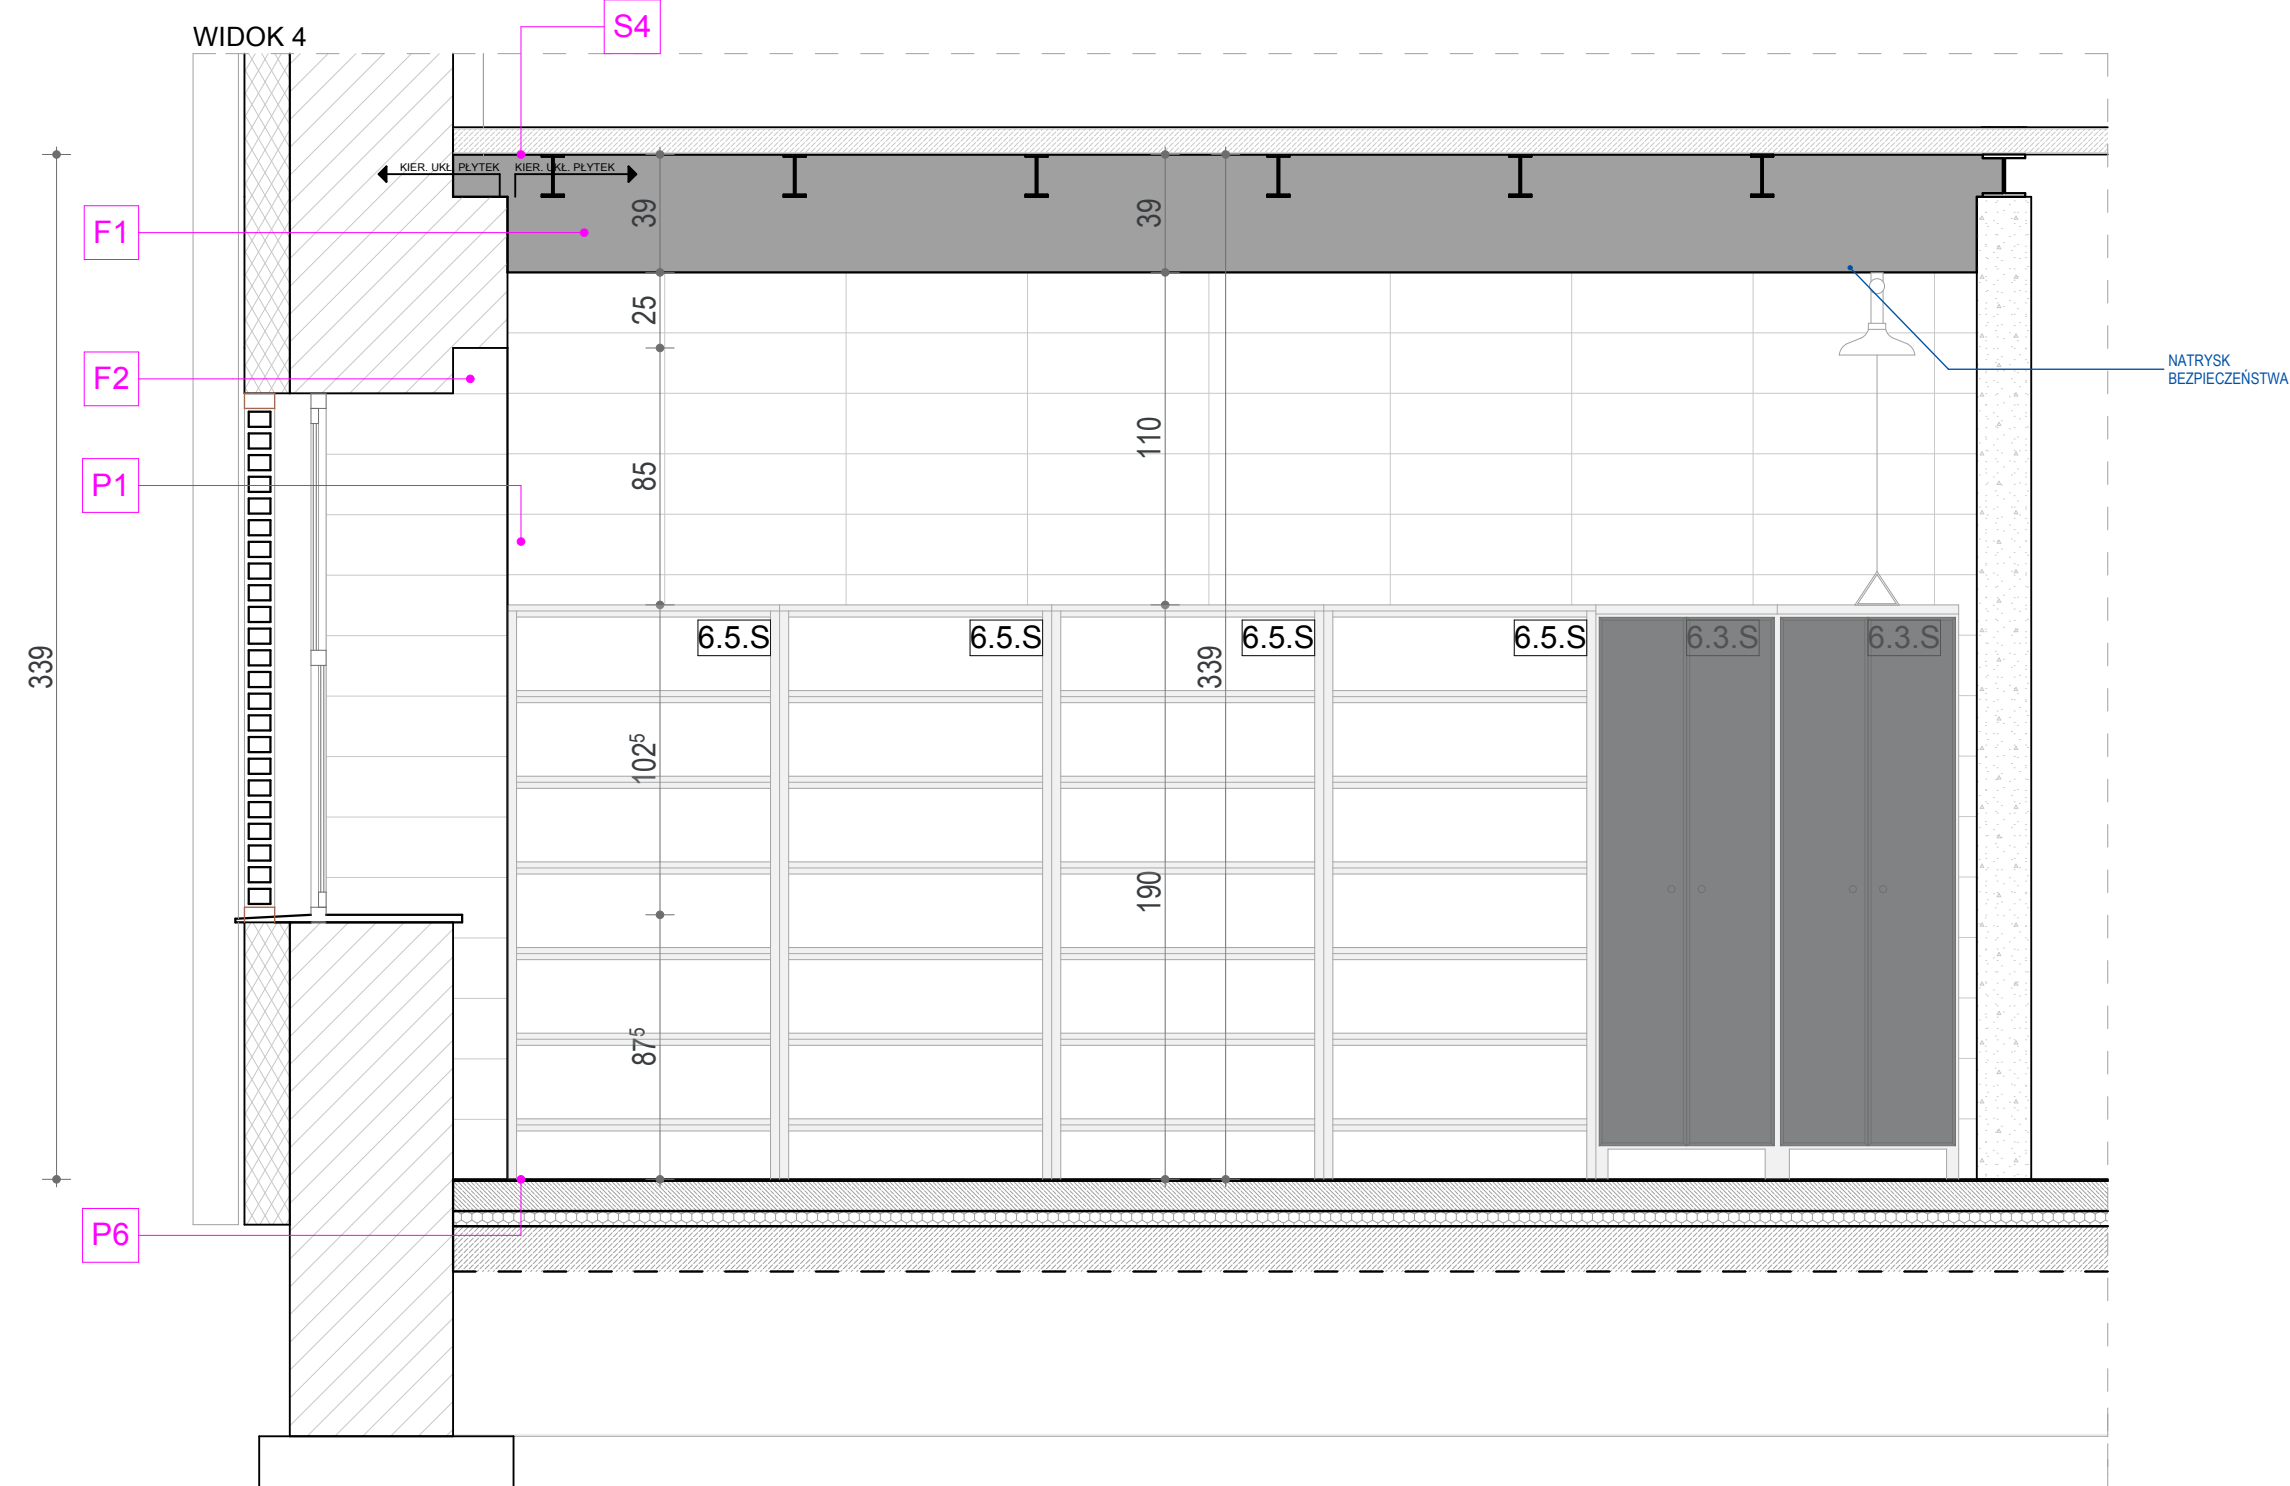 S4
WIDOK 4
KIER. UKŁ. PŁYTEK KIER. UKŁ. PŁYTEK
F1
39
39
25
F2
NATRYSK
BEZPIECZEŃSTWA
110
P1
85
6.5.S
6.5.S
6.5.S
6.5.S
6.3.S
6.3.S
339
339
102⁵
190
87⁵
P6